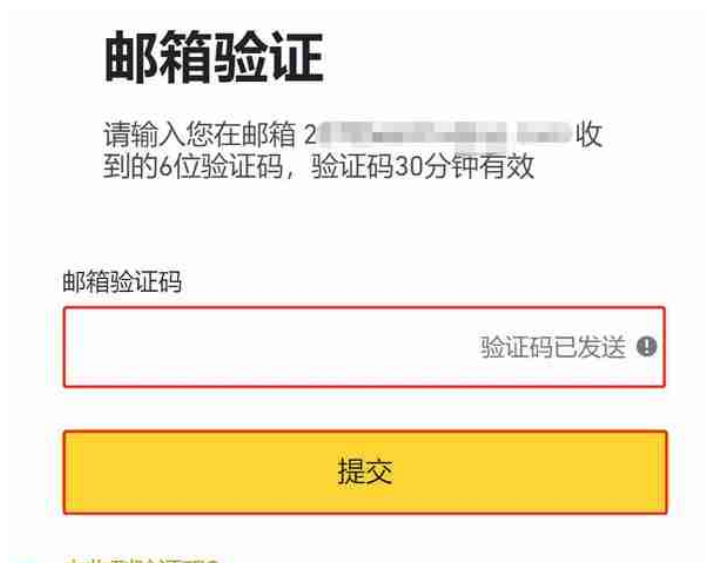 邮箱验证
请输入您在邮箱 2 收
到的6位验证码，验证码30分钟有效
邮箱验证码
验证码已发送
提交